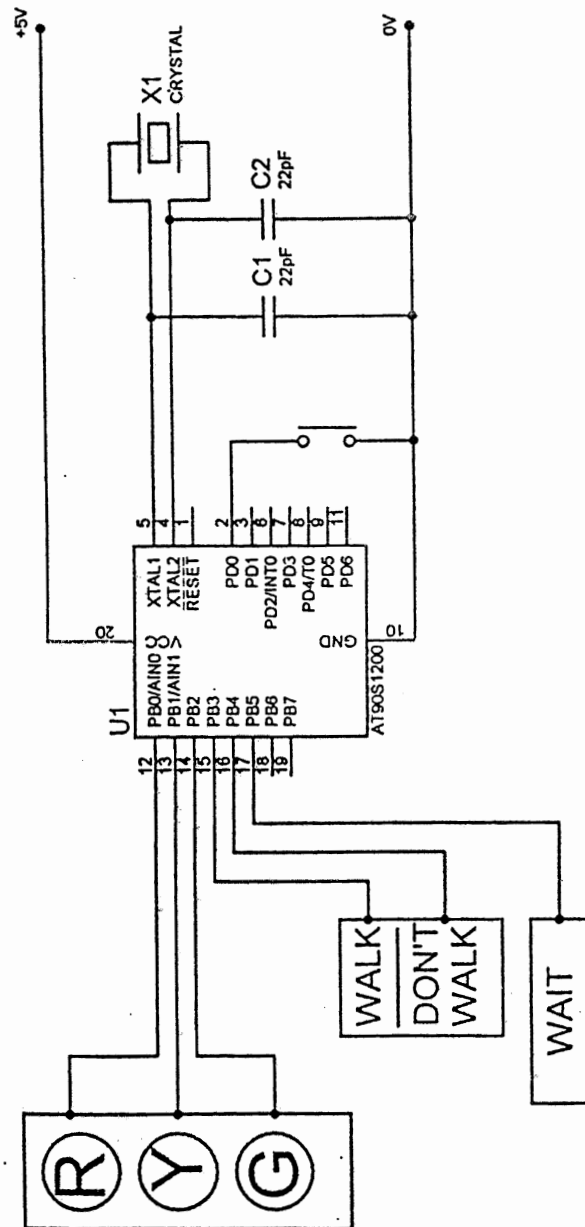 +5V
0V
X1
CRYSTAL
C2
22pF
C1
22pF
5
4
1
2
3
6
7
8
9
11
XTAL1
XTAL2
RESET
PD0
PD1
PD2/INT0
PD3
PD4/T0
PD5
PD6
20
VCC
GND
10
PB0/AIN0
PB1/AIN1
PB2
PB3
PB4
PB5
PB6
PB7
U1
AT90S1200
12
13
14
15
16
17
18
19
R
Y
G
WALK
DON'T
WALK
WAIT